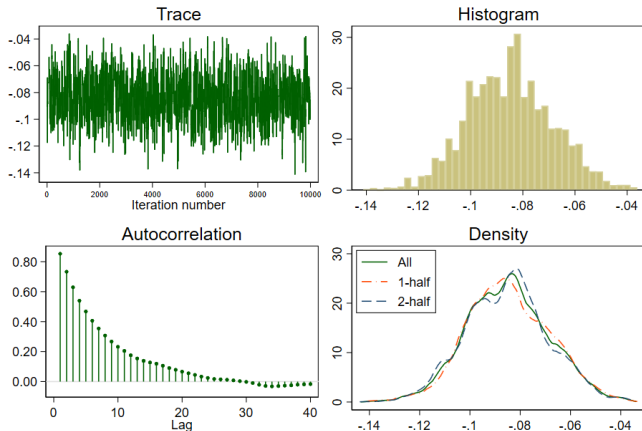 Trace
-.04
-.06
-.08
-.1
-.12
-.14
0 2000 4000 6000 8000 10000
Iteration number
Histogram
30
20
10
0
-.14 -.12 -.1 -.08 -.06 -.04
Autocorrelation
0.80
0.60
0.40
0.20
0.00
0 10 20 30 40
Lag
Density
All
1-half
2-half
30
20
10
0
-.14 -.12 -.1 -.08 -.06 -.04